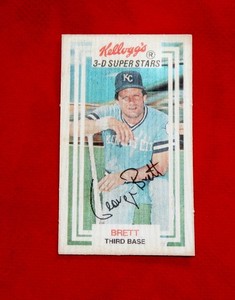 Kellogg's
3-D SUPER STARS
KC
George Brett
BRETT
THIRD BASE